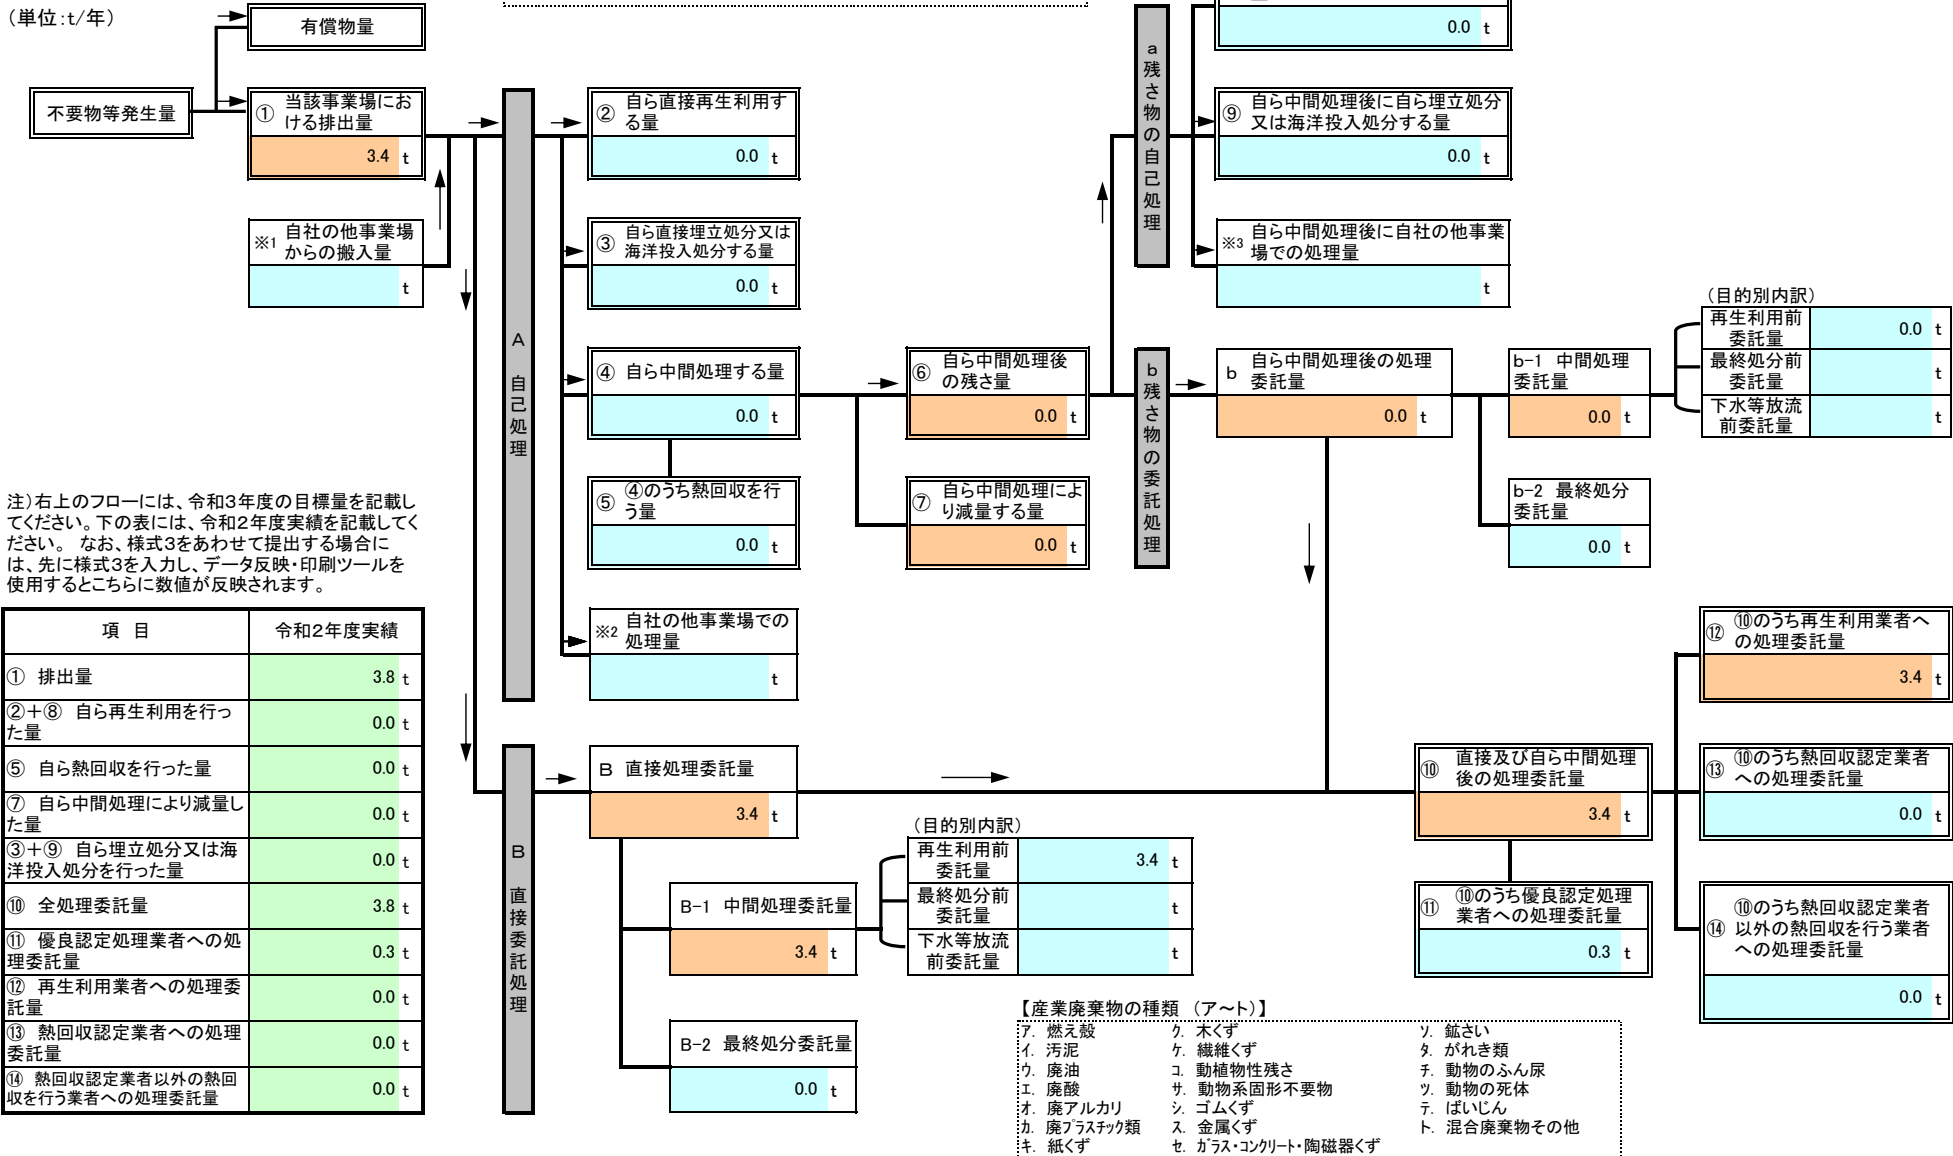 （単位:t/年）
有償物量
0.0 t
不要物等発生量
① 当該事業場にお
ける排出量
3.4 t
② 自ら直接再生利用す
る量
0.0 t
a 残さ物の自己処理
⑨ 自ら中間処理後に自ら埋立処分
又は海洋投入処分する量
0.0 t
※1 自社の他事業場
からの搬入量
t
③ 自ら直接埋立処分又は
海洋投入処分する量
0.0 t
※3 自ら中間処理後に自社の他事業
場での処理量
t
A 自己処理
④ 自ら中間処理する量
0.0 t
⑥ 自ら中間処理後
の残さ量
0.0 t
b 残さ物の委託処理
b 自ら中間処理後の処理
委託量
0.0 t
b-1 中間処理
委託量
0.0 t
（目的別内訳）
再生利用前
委託量
0.0 t
最終処分前
委託量
t
下水等放流
前委託量
t
⑤ ④のうち熱回収を行
う量
0.0 t
⑦ 自ら中間処理によ
り減量する量
0.0 t
b-2 最終処分
委託量
0.0 t
注）右上のフローには、令和3年度の目標量を記載し
てください。下の表には、令和2年度実績を記載してく
ださい。 なお、様式3をあわせて提出する場合に
は、先に様式3を入力し、データ反映・印刷ツールを
使用するとこちらに数値が反映されます。
※2 自社の他事業場での
処理量
t
項 目 令和2年度実績
① 排出量 3.8 t
②＋⑧ 自ら再生利用を行っ
た量 0.0 t
⑤ 自ら熱回収を行った量 0.0 t
⑦ 自ら中間処理により減量し
た量 0.0 t
③＋⑨ 自ら埋立処分又は海
洋投入処分を行った量 0.0 t
⑩ 全処理委託量 3.8 t
⑪ 優良認定処理業者への処
理委託量 0.3 t
⑫ 再生利用業者への処理委
託量 0.0 t
⑬ 熱回収認定業者への処理
委託量 0.0 t
⑭ 熱回収認定業者以外の熱回
収を行う業者への処理委託量 0.0 t
B 直接委託処理
B 直接処理委託量
3.4 t
B-1 中間処理委託量
3.4 t
（目的別内訳）
再生利用前
委託量
3.4 t
最終処分前
委託量
t
下水等放流
前委託量
t
B-2 最終処分委託量
0.0 t
⑩ 直接及び自ら中間処理
後の処理委託量
3.4 t
⑪ ⑩のうち優良認定処理
業者への処理委託量
0.3 t
⑫ ⑩のうち再生利用業者へ
の処理委託量
3.4 t
⑬ ⑩のうち熱回収認定業者
への処理委託量
0.0 t
⑭ ⑩のうち熱回収認定業者
以外の熱回収を行う業者
への処理委託量
0.0 t
【産業廃棄物の種類 （ア～ト）】
ｱ. 燃え殻 ｸ. 木くず ｿ. 鉱さい
ｲ. 汚泥 ｹ. 繊維くず ﾀ. がれき類
ｳ. 廃油 ｺ. 動植物性残さ ﾁ. 動物のふん尿
ｴ. 廃酸 ｻ. 動物系固形不要物 ﾂ. 動物の死体
ｵ. 廃アルカリ ｼ. ゴムくず ﾃ. ばいじん
ｶ. 廃ﾌﾟﾗｽﾁｯｸ類 ｽ. 金属くず ﾄ. 混合廃棄物その他
ｷ. 紙くず ｾ. ｶﾞﾗｽ・ｺﾝｸﾘｰﾄ・陶磁器くず